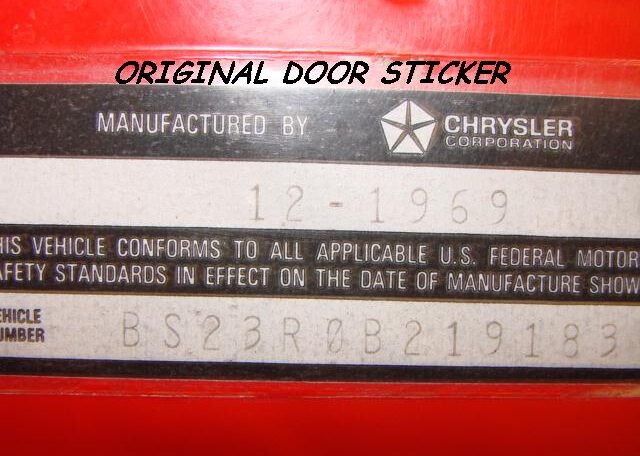 ORIGINAL DOOR STICKER
MANUFACTURED BY CHRYSLER
CORPORATION
12-1969
HIS VEHICLE CONFORMS TO ALL APPLICABLE U.S. FEDERAL MOTOR
AFETY STANDARDS IN EFFECT ON THE DATE OF MANUFACTURE SHOW
EHICLE
UMBER
BS23R0B219183